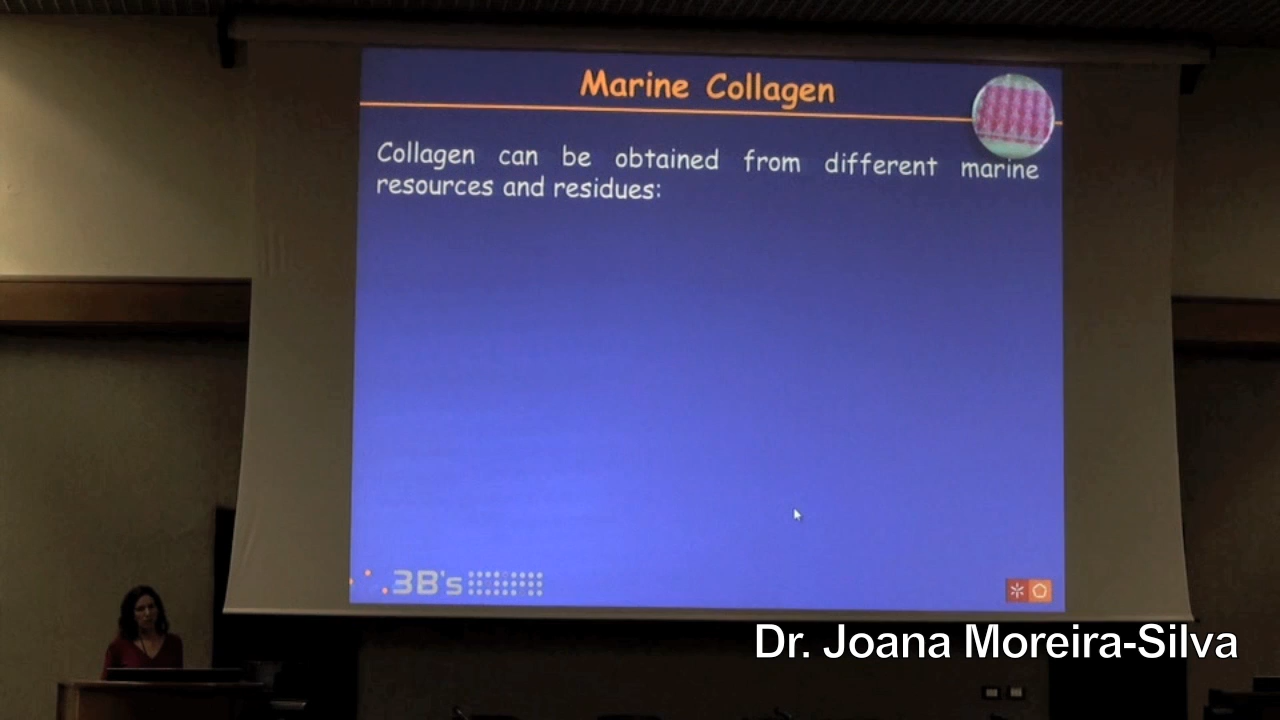 Marine Collagen
Collagen can be obtained from different marine
resources and residues:
3B's
Dr. Joana Moreira-Silva